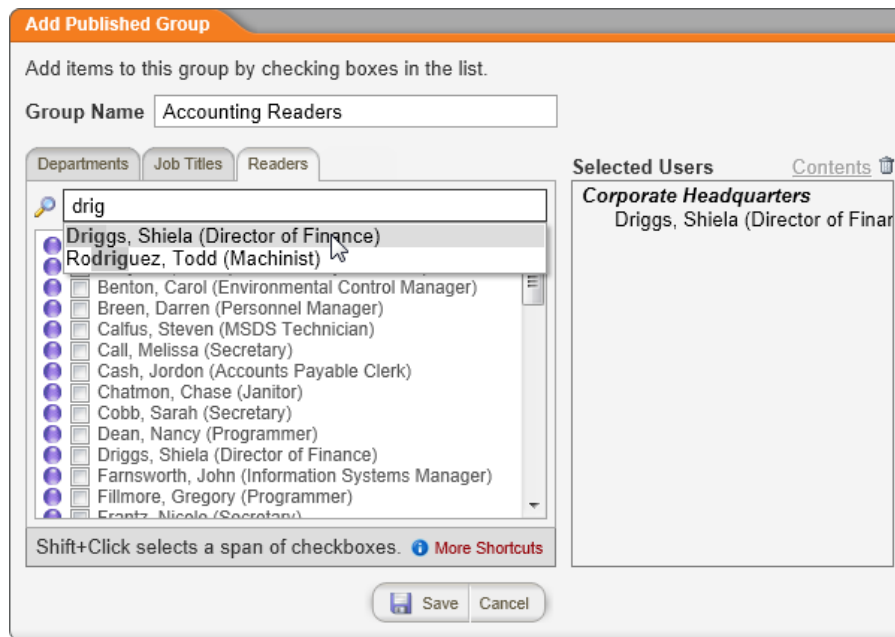 Add Published Group
Add items to this group by checking boxes in the list.
Group Name Accounting Readers
Departments Job Titles Readers
drig
Driggs, Shiela (Director of Finance)
Rodriguez, Todd (Machinist)
Benton, Carol (Environmental Control Manager)
Breen, Darren (Personnel Manager)
Calfus, Steven (MSDS Technician)
Call, Melissa (Secretary)
Cash, Jordon (Accounts Payable Clerk)
Chatmon, Chase (Janitor)
Cobb, Sarah (Secretary)
Dean, Nancy (Programmer)
Driggs, Shiela (Director of Finance)
Farnsworth, John (Information Systems Manager)
Fillmore, Gregory (Programmer)
Frantz, Nicole (Secretary)
Shift+Click selects a span of checkboxes. More Shortcuts
Selected Users Contents
Corporate Headquarters
Driggs, Shiela (Director of Finar
Save Cancel